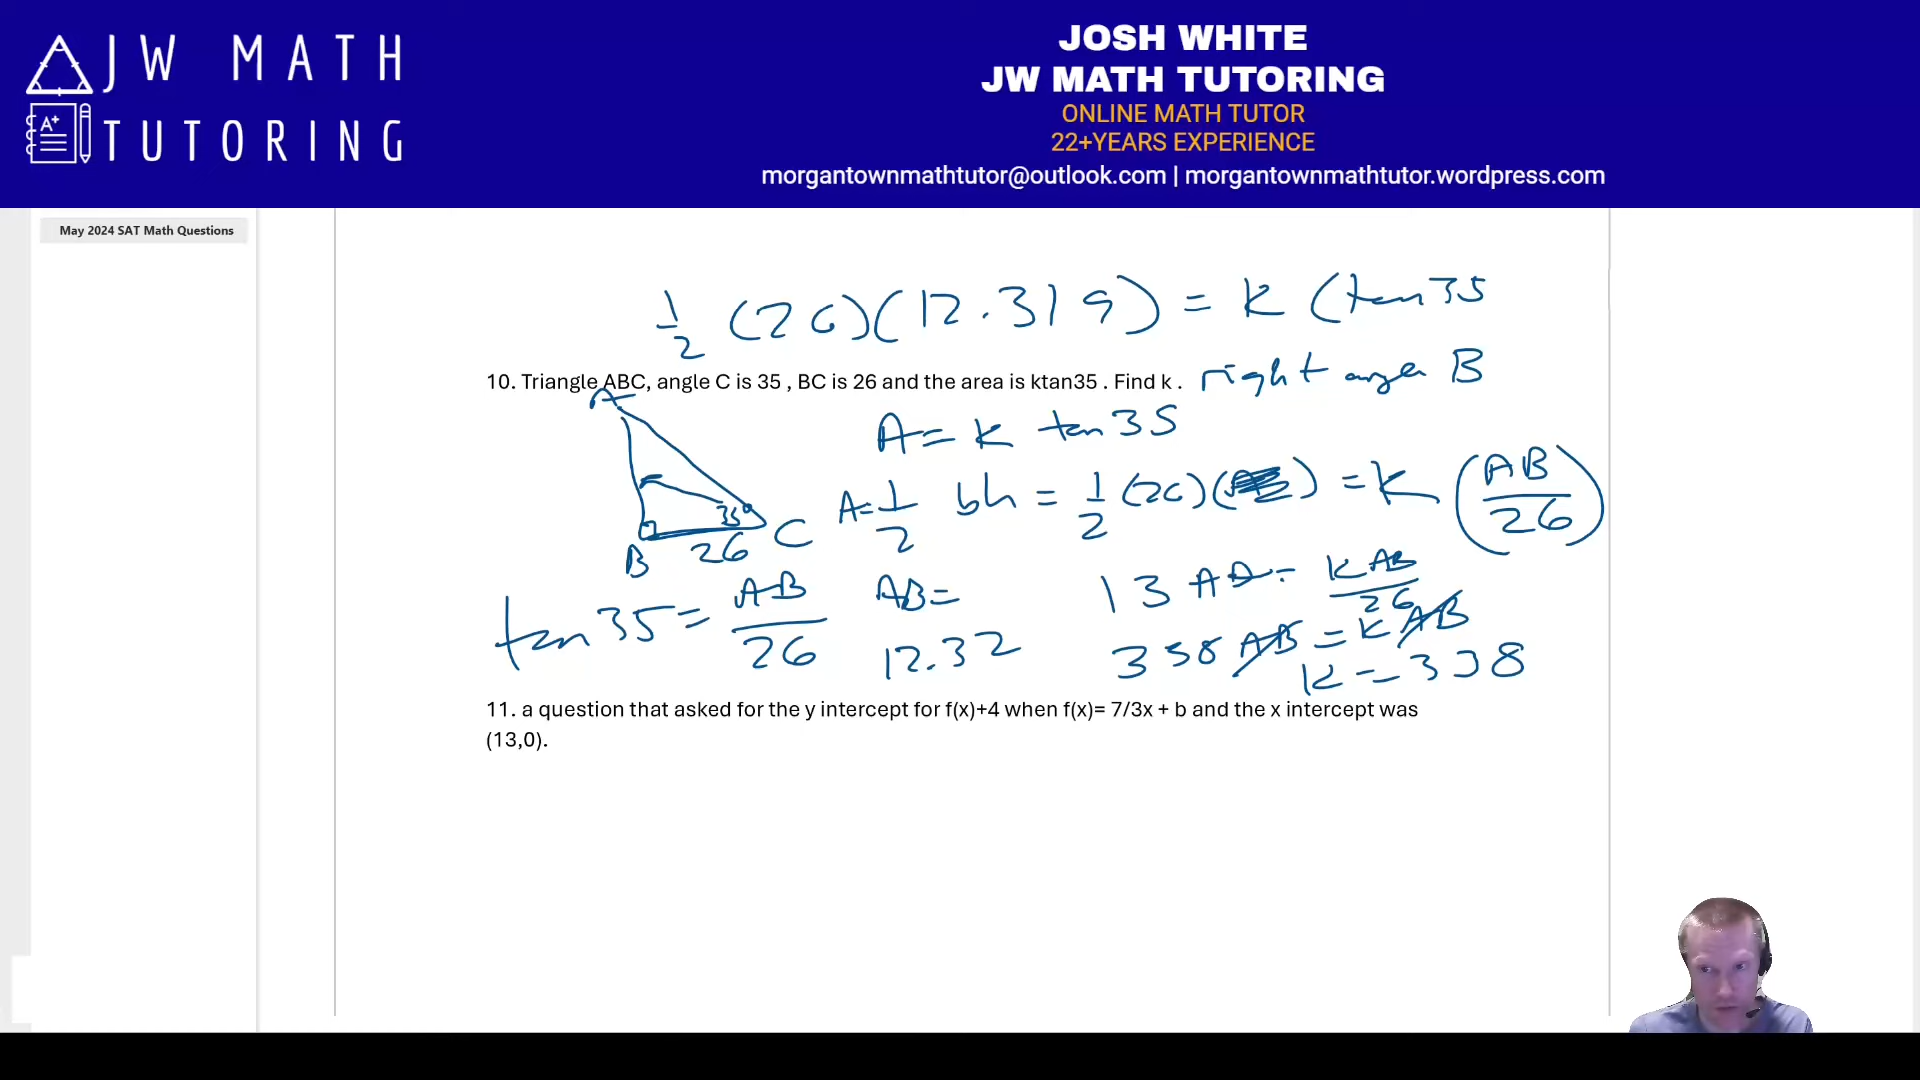 JW MATH
TUTORING
A+
JOSH WHITE
JW MATH TUTORING
ONLINE MATH TUTOR
22+YEARS EXPERIENCE
morgantownmathtutor@outlook.com | morgantownmathtutor.wordpress.com
May 2024 SAT Math Questions
1/2 (26)(12.319) = K (tan 35
10. Triangle ABC, angle C is 35 , BC is 26 and the area is ktan35 . Find k . right angle B
A
A = K tan 35
A = 1/2 bh = 1/2 (26)( ) = K (AB/26)
35°
B 26 C
tan 35 = AB/26
AB =
12.32
13 AB = KAB/26
338 AB = K AB
K = 338
11. a question that asked for the y intercept for f(x)+4 when f(x)= 7/3x + b and the x intercept was
(13,0).